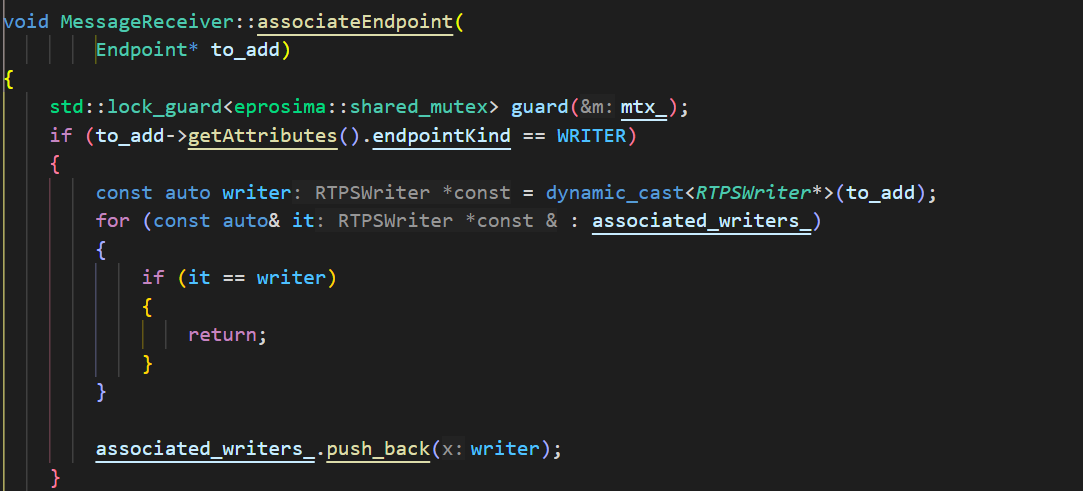 void MessageReceiver::associateEndpoint(
Endpoint* to_add)
{
std::lock_guard<eprosima::shared_mutex> guard(&m: mtx_);
if (to_add->getAttributes().endpointKind == WRITER)
{
const auto writer: RTPSWriter *const = dynamic_cast<RTPSWriter*>(to_add);
for (const auto& it: RTPSWriter *const & : associated_writers_)
{
if (it == writer)
{
return;
}
}
associated_writers_.push_back(x: writer);
}